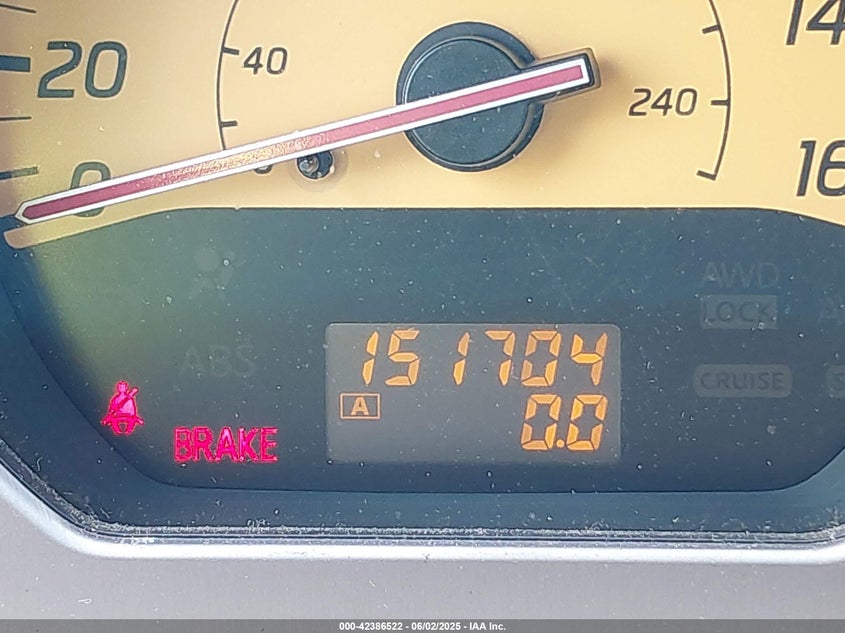 20
40
240
14
16
0
AWD
LOCK
ABS
151704
CRUISE
A
0.0
BRAKE
000-42386522 - 06/02/2025 - IAA Inc.